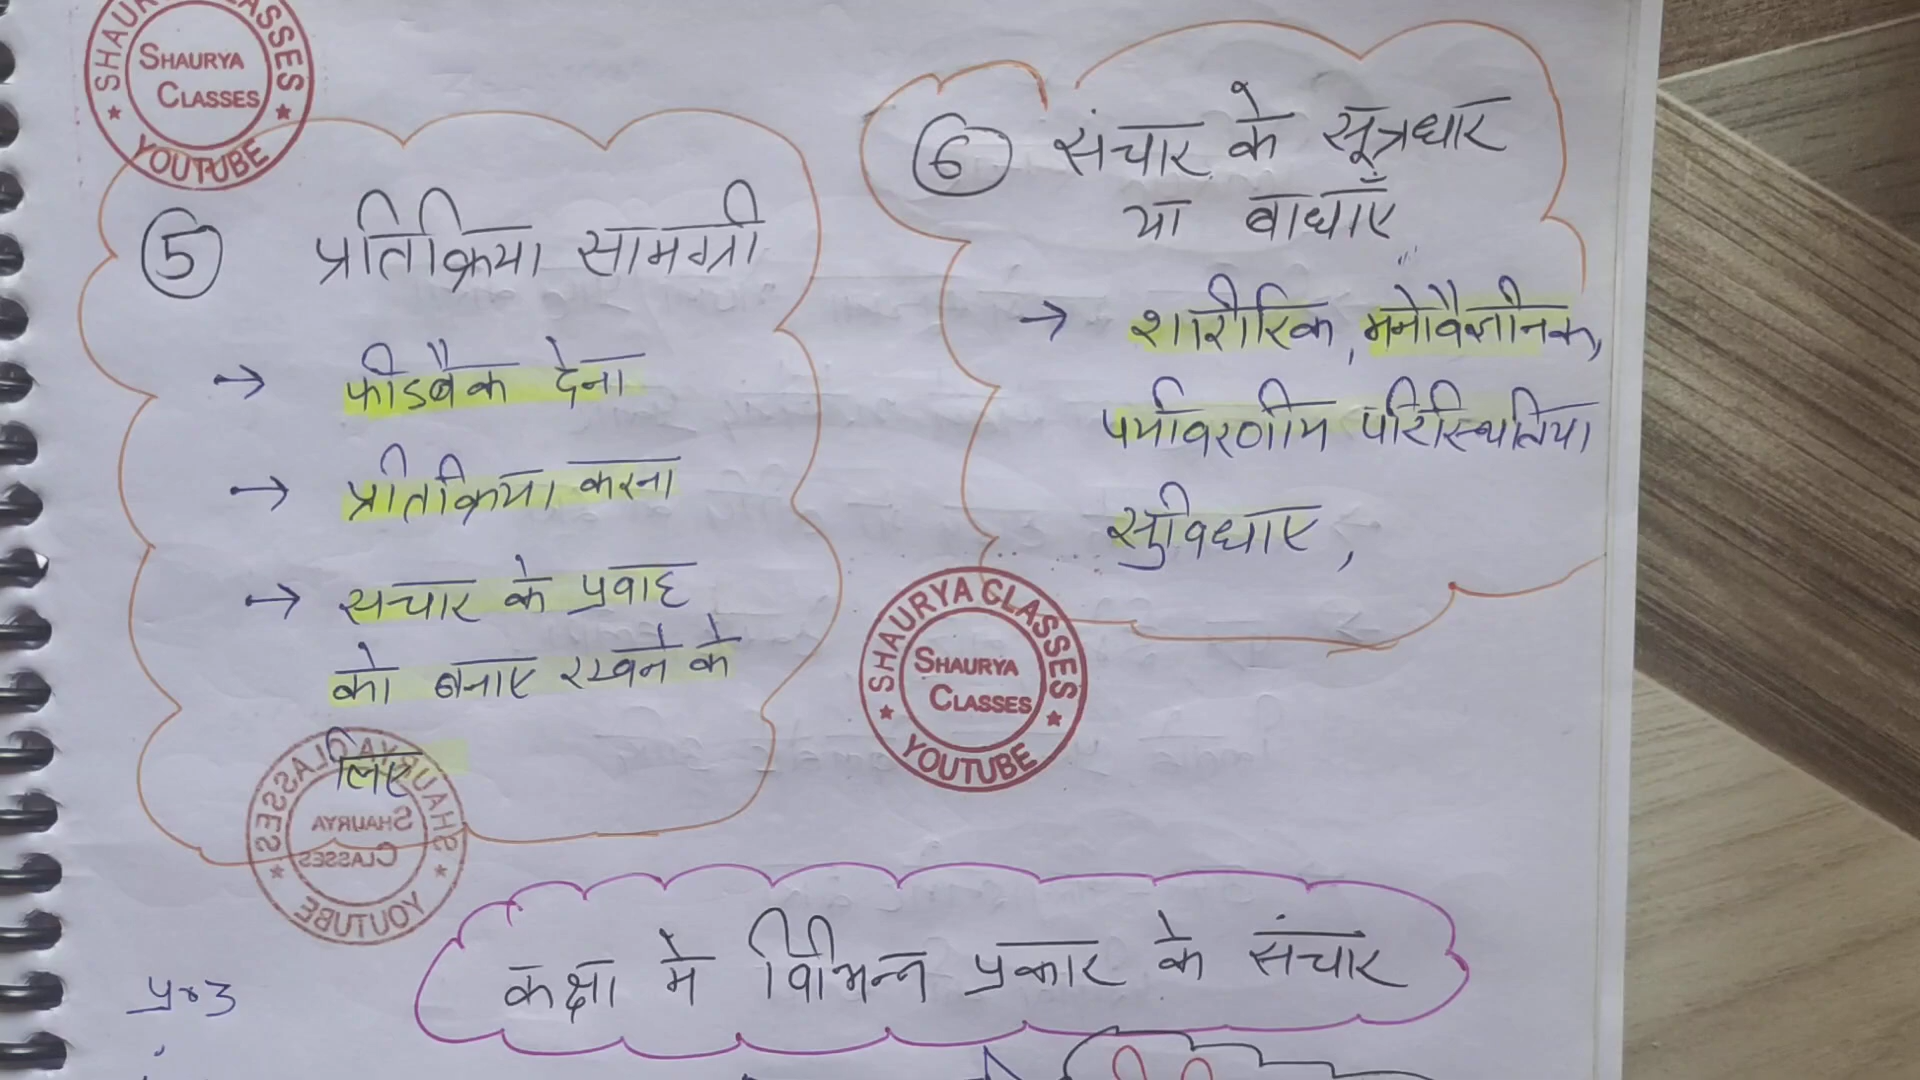 SHAURYA CLASSES
SHAURYA
CLASSES
YOUTUBE
5 प्रतिक्रिया सामग्री
→ फीडबैक देना
→ प्रतिक्रिया करना
→ सचार के प्रवाह
को बनाए रखने के
लिए
6 संचार के सूत्रधार
या बाधाएँ
→ शारीरिक, मनोवैज्ञानिक,
पर्यावरणीय परिस्थितिया
सुविधाए,
SHAURYA CLASSES
SHAURYA
CLASSES
YOUTUBE
SHAURYA CLASSES
SHAURYA
CLASSES
YOUTUBE
कक्षा मे विभिन्न प्रकार के संचार